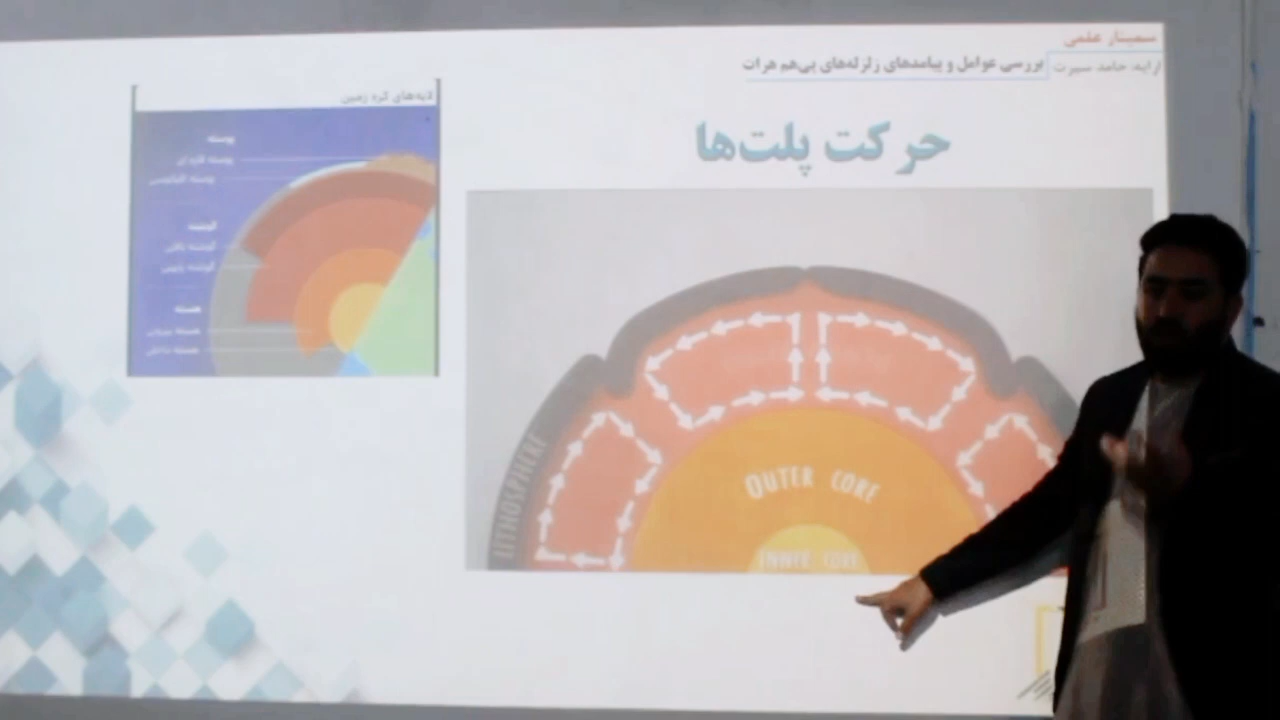 سمینار علمی
ارایه: حامد سیرت
بررسی عوامل و پیامدهای زلزله‌های پی‌هم هرات
حرکت پلت‌ها
لایه‌های کره زمین
پوسته
پوسته قاره ای
پوسته اقیانوسی
گوشته
گوشته بالایی
گوشته پایینی
هسته
هسته بیرونی
هسته داخلی
LITHOSPHERE
OUTER CORE
INNER CORE